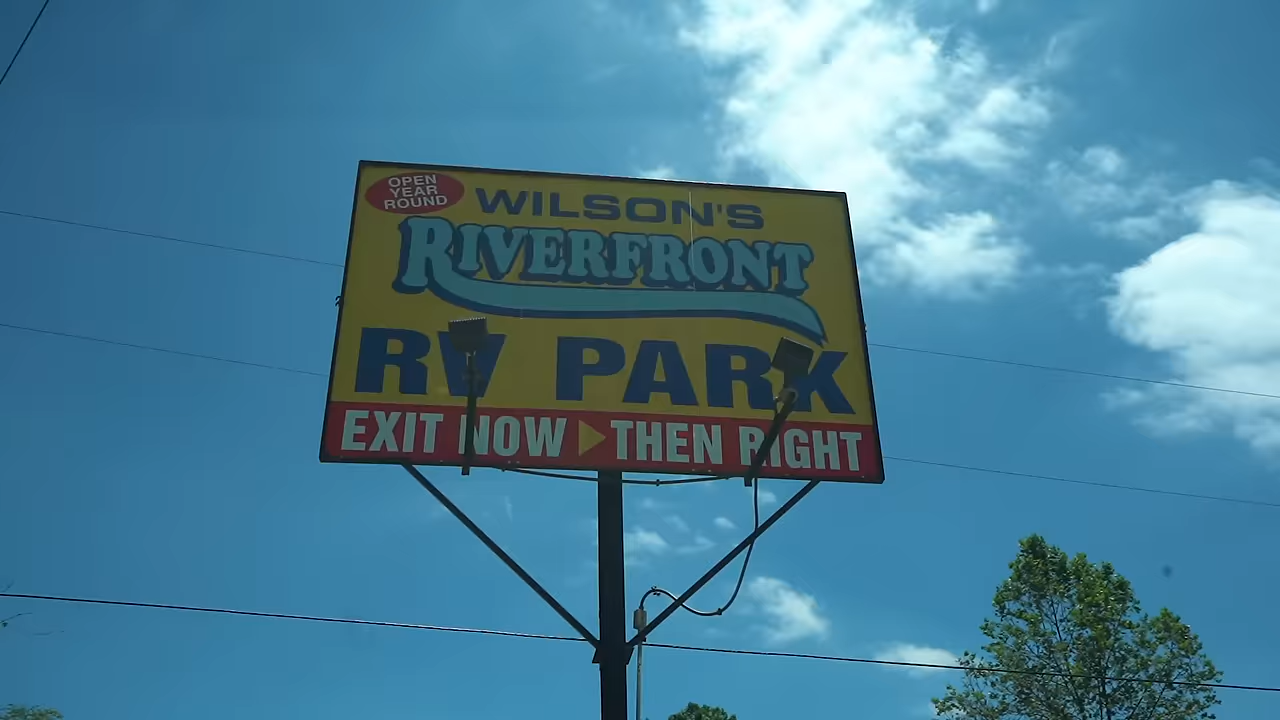 OPEN
YEAR
ROUND
WILSON'S
RIVERFRONT
RV PARK
EXIT NOW THEN RIGHT